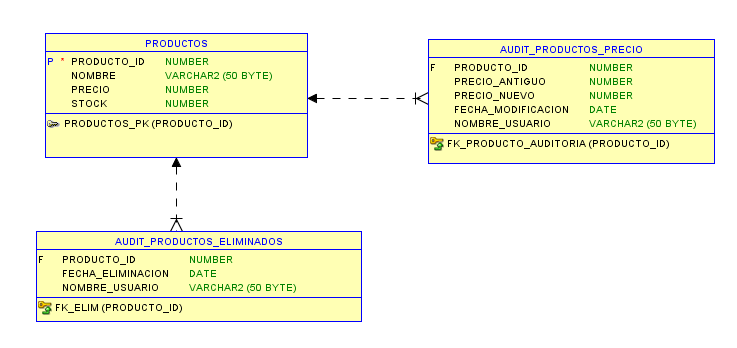 PRODUCTOS
P * PRODUCTO_ID NUMBER
NOMBRE VARCHAR2 (50 BYTE)
PRECIO NUMBER
STOCK NUMBER
PRODUCTOS_PK (PRODUCTO_ID)
AUDIT_PRODUCTOS_PRECIO
F PRODUCTO_ID NUMBER
PRECIO_ANTIGUO NUMBER
PRECIO_NUEVO NUMBER
FECHA_MODIFICACION DATE
NOMBRE_USUARIO VARCHAR2 (50 BYTE)
FK_PRODUCTO_AUDITORIA (PRODUCTO_ID)
AUDIT_PRODUCTOS_ELIMINADOS
F PRODUCTO_ID NUMBER
FECHA_ELIMINACION DATE
NOMBRE_USUARIO VARCHAR2 (50 BYTE)
FK_ELIM (PRODUCTO_ID)